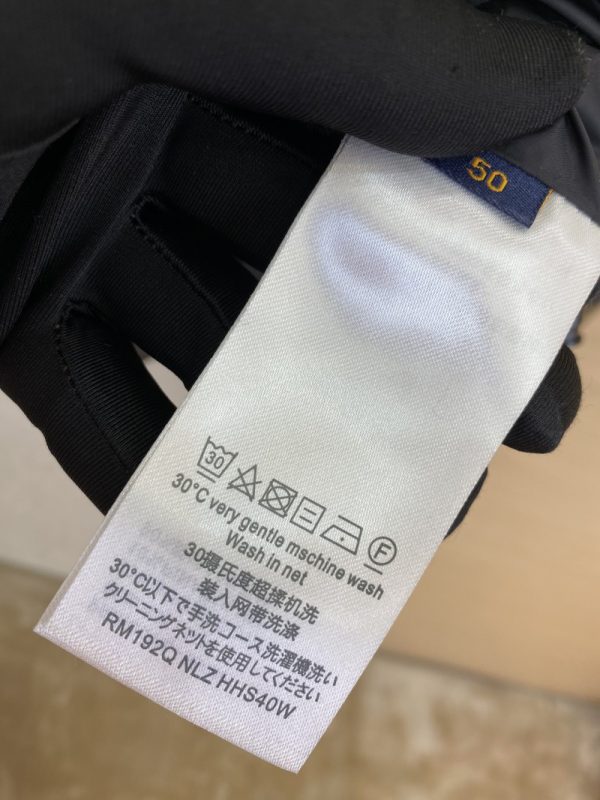 50
30
F
30°C very gentle mschine wash
Wash in net
30摄氏度超揉机洗
装入网带洗涤
30°C以下で手洗コース洗濯機洗い
クリーニングネットを使用してください
RM192Q NLZ HHS40W